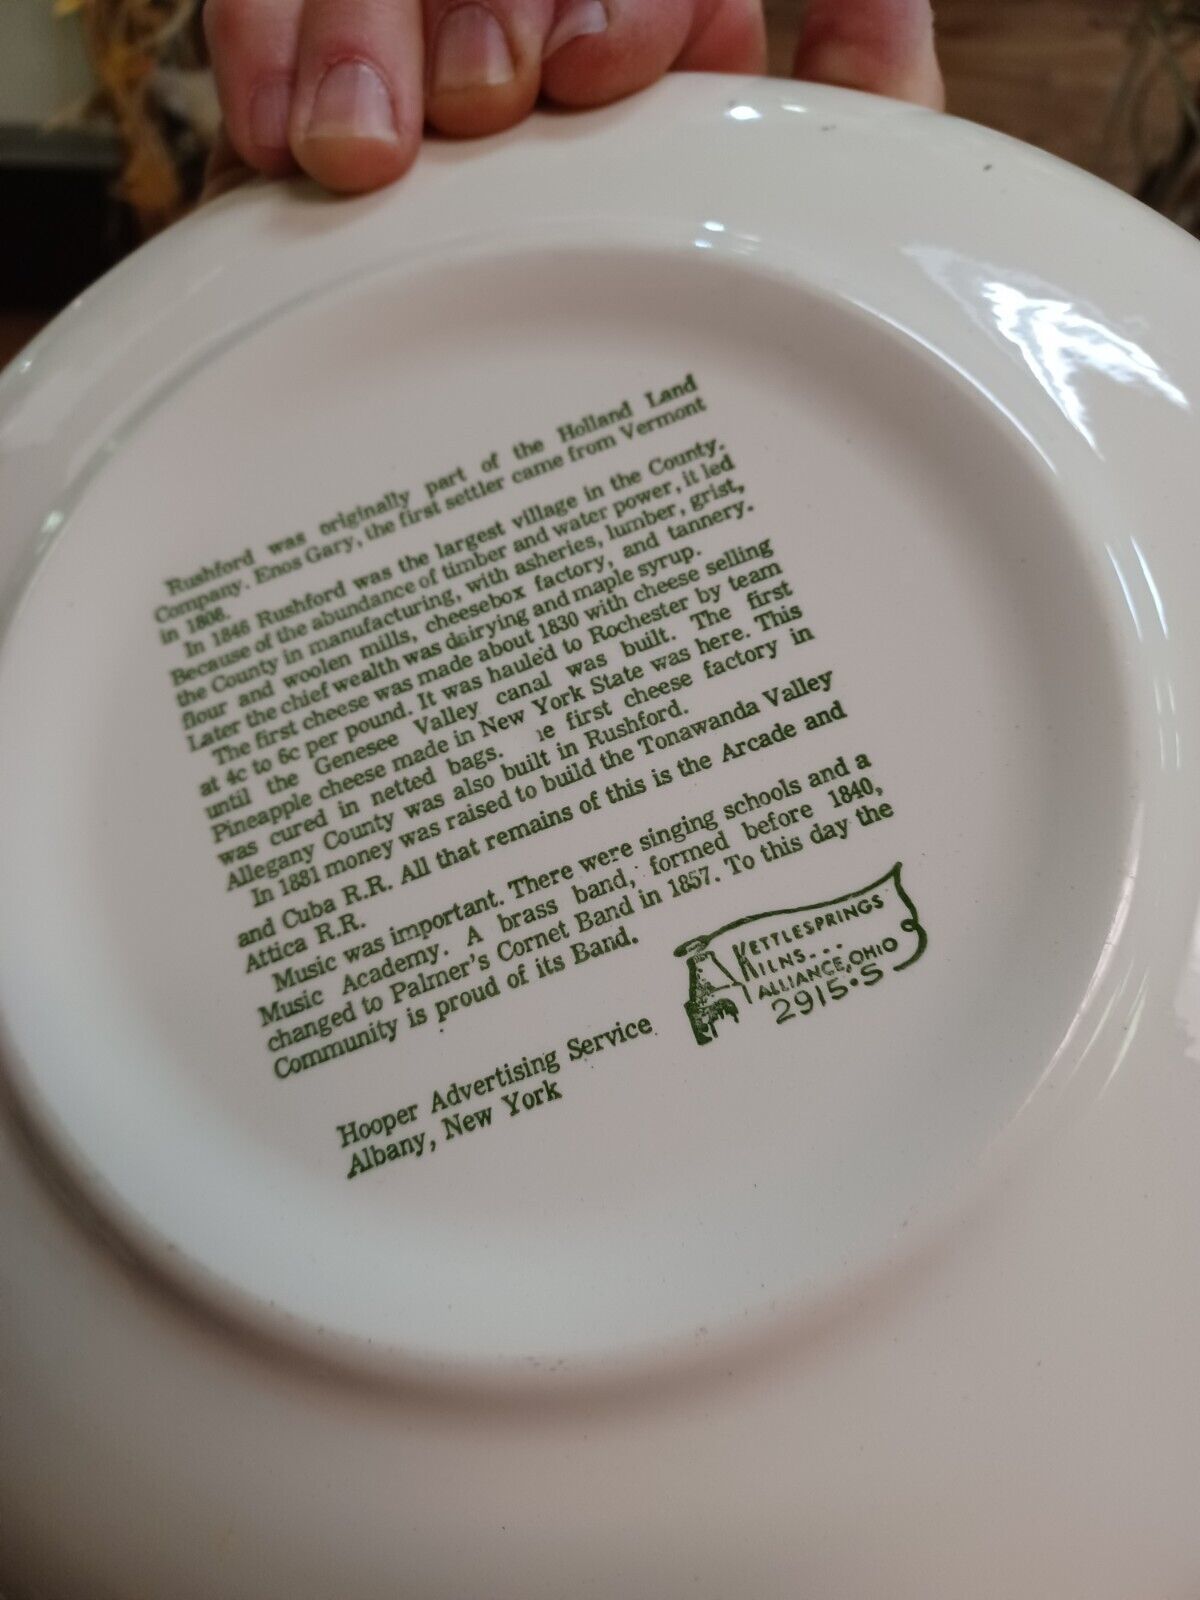 Rushford was originally part of the Holland Land
Company. Enos Gary, the first settler came from Vermont
in 1808.
In 1846 Rushford was the largest village in the County.
Because of the abundance of timber and water power, it led
the County in manufacturing, with asheries, lumber, grist,
flour and woolen mills, cheesebox factory, and tannery.
Later the chief wealth was dairying and maple syrup.
The first cheese was made about 1830 with cheese selling
at 4c to 6c per pound. It was hauled to Rochester by team
until the Genesee Valley canal was built. The first
Pineapple cheese made in New York State was here. This
was cured in netted bags. e first cheese factory in
Allegany County was also built in Rushford.
In 1881 money was raised to build the Tonawanda Valley
and Cuba R.R. All that remains of this is the Arcade and
Attica R.R.
Music was important. There were singing schools and a
Music Academy. A brass band, formed before 1840,
changed to Palmer's Cornet Band in 1857. To this day the
Community is proud of its Band.
KETTLESPRINGS
KILNS...
ALLIANCE, OHIO
2915•S
Hooper Advertising Service
Albany, New York